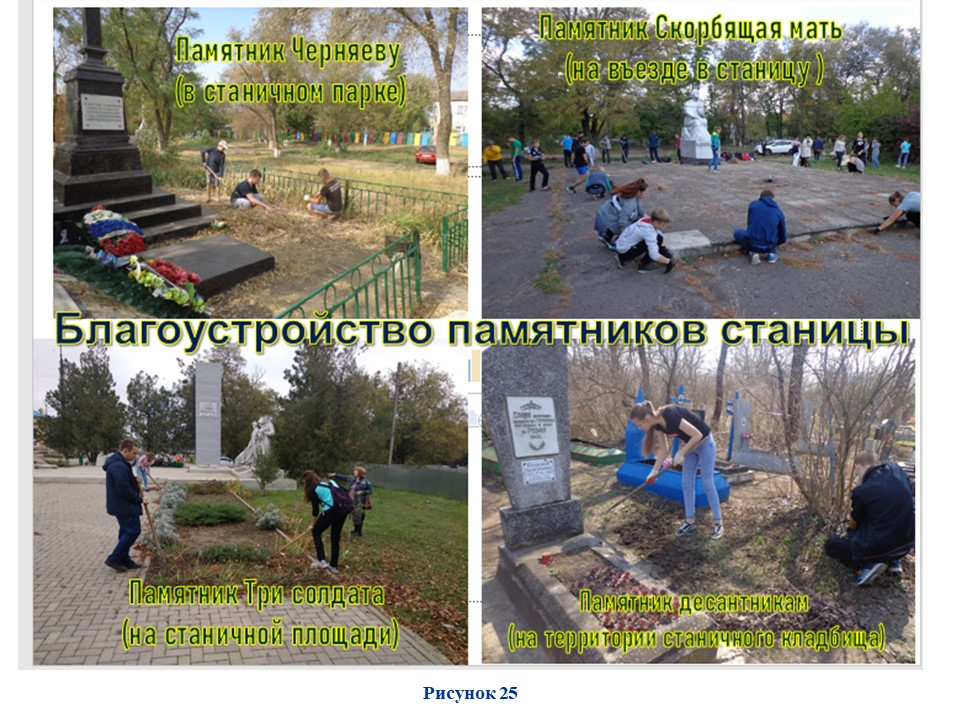 Памятник Черняеву
(в станичном парке)
Памятник Скорбящая мать
(на въезде в станицу )
Благоустройство памятников станицы
Памятник Три солдата
(на станичной площади)
Памятник десантникам
(на территории станичного кладбища)
Рисунок 25